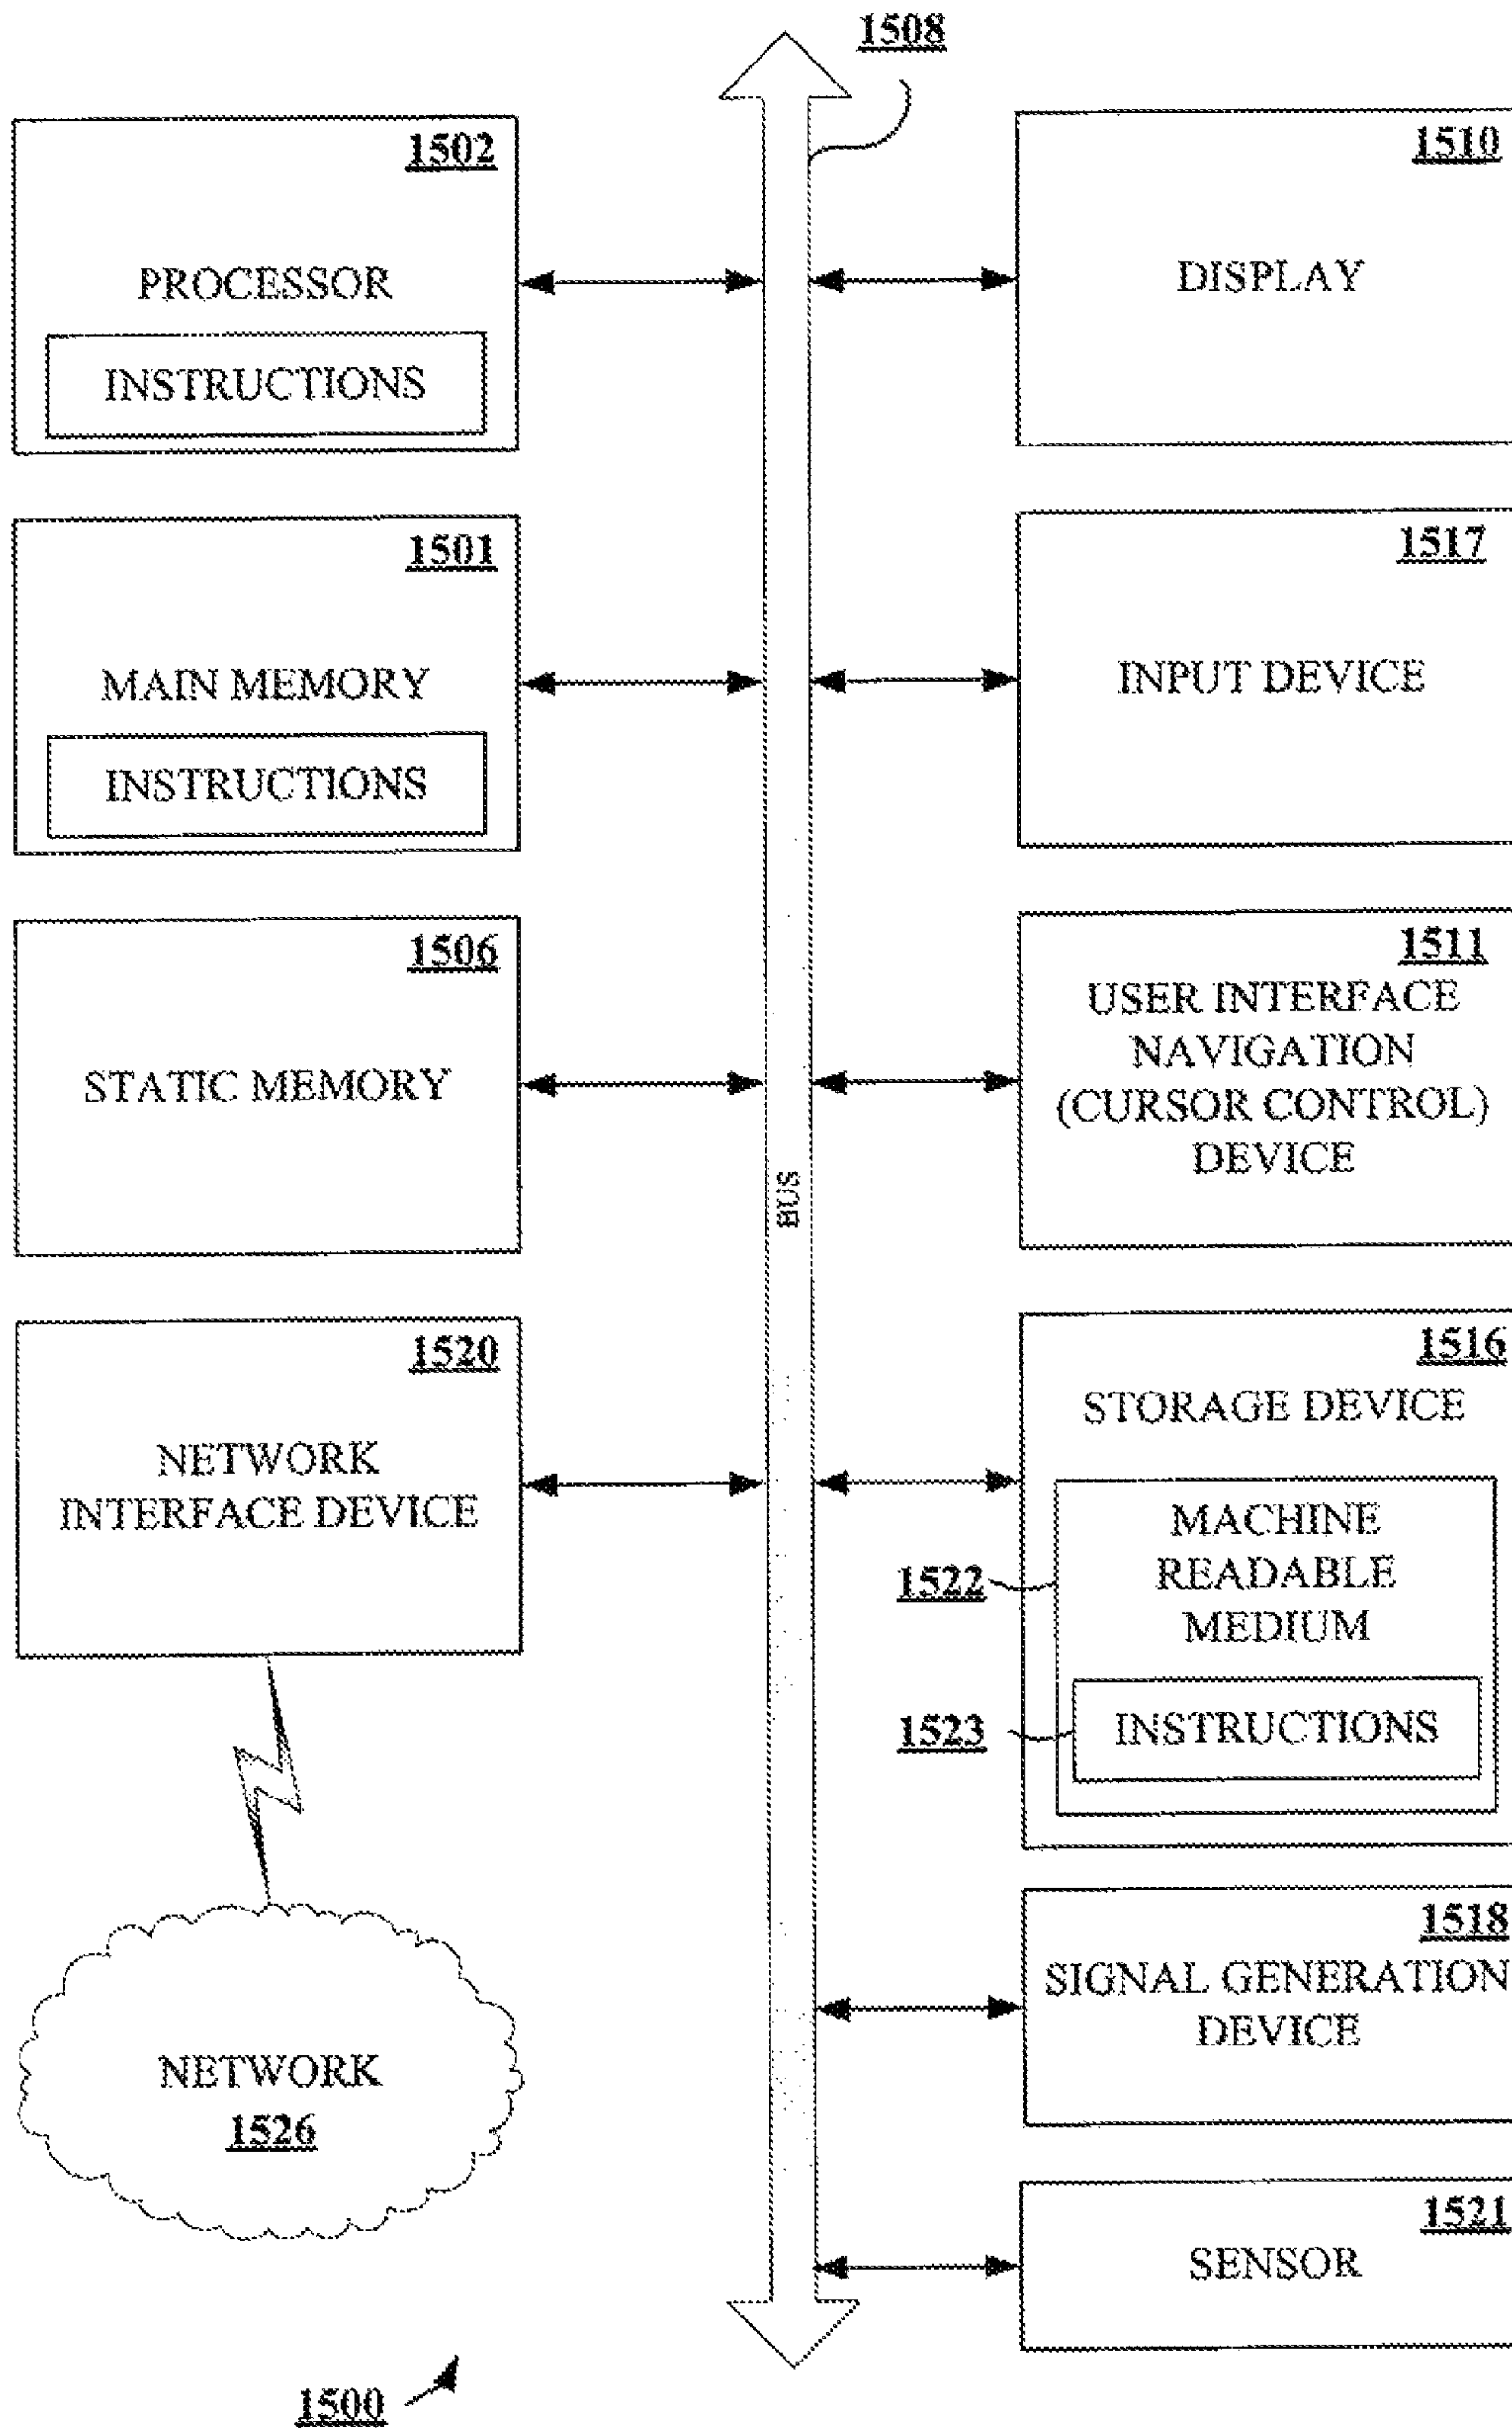 1508
1502
PROCESSOR
INSTRUCTIONS
1501
MAIN MEMORY
INSTRUCTIONS
1506
STATIC MEMORY
1520
NETWORK
INTERFACE DEVICE
NETWORK
1526
1500
BUS
1510
DISPLAY
1517
INPUT DEVICE
1511
USER INTERFACE
NAVIGATION
(CURSOR CONTROL)
DEVICE
1516
STORAGE DEVICE
MACHINE
READABLE
MEDIUM
1522
INSTRUCTIONS
1523
1518
SIGNAL GENERATION
DEVICE
1521
SENSOR